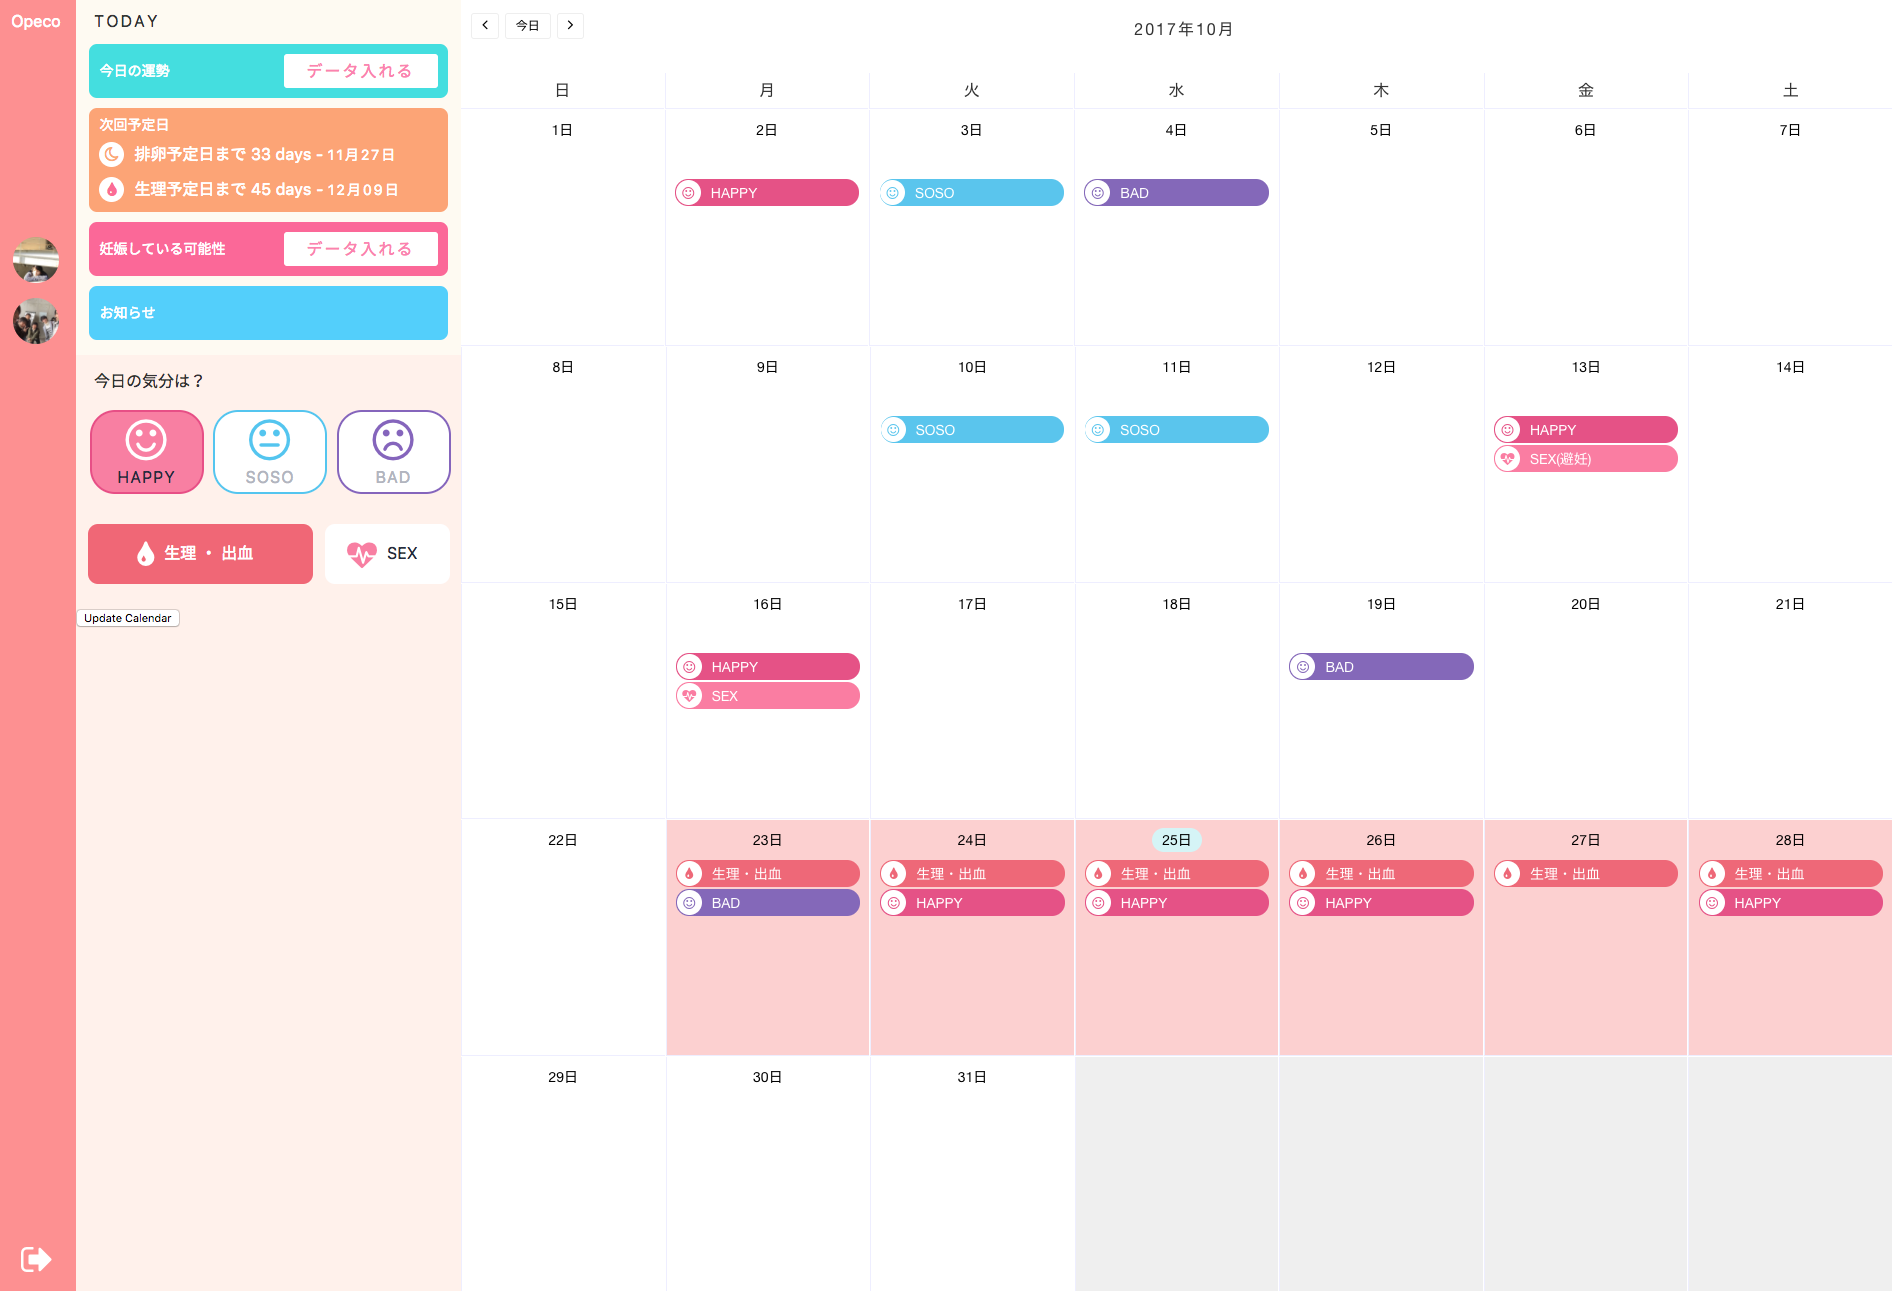 Opeco
TODAY
今日の運勢
データ入れる
次回予定日
排卵予定日まで 33 days - 11月27日
生理予定日まで 45 days - 12月09日
妊娠している可能性
データ入れる
お知らせ
今日の気分は？
HAPPY
SOSO
BAD
生理 ・ 出血
SEX
Update Calendar
今日
2017年10月
日 月 火 水 木 金 土
1日 2日 3日 4日 5日 6日 7日
HAPPY SOSO BAD
8日 9日 10日 11日 12日 13日 14日
SOSO SOSO HAPPY
SEX(避妊)
15日 16日 17日 18日 19日 20日 21日
HAPPY BAD
SEX
22日 23日 24日 25日 26日 27日 28日
生理・出血 生理・出血 生理・出血 生理・出血 生理・出血 生理・出血
BAD HAPPY HAPPY HAPPY HAPPY
29日 30日 31日